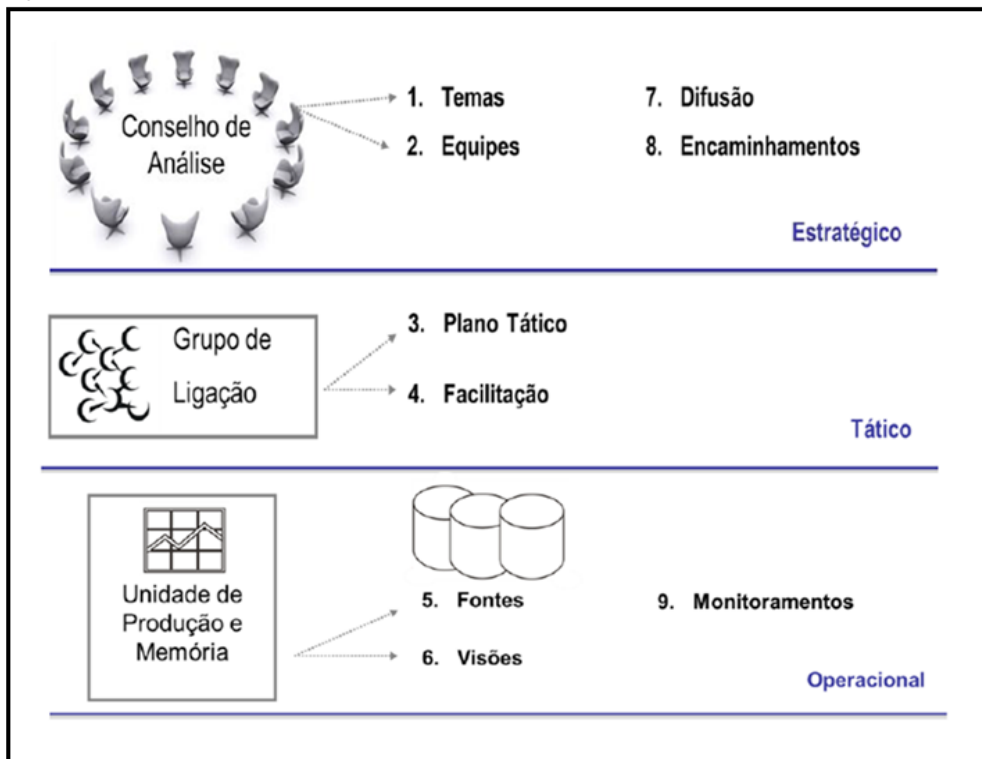 Conselho de
Análise
1. Temas
2. Equipes
7. Difusão
8. Encaminhamentos
Estratégico
Grupo de
Ligação
3. Plano Tático
4. Facilitação
Tático
Unidade de
Produção e
Memória
5. Fontes
6. Visões
9. Monitoramentos
Operacional